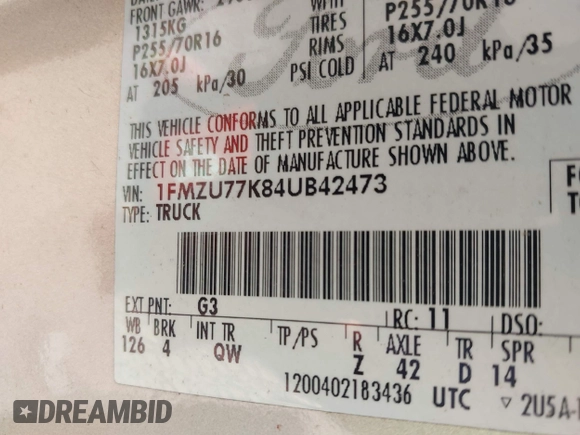 FRONT GAWR:
1315KG
P255/70R16
16X7.0J
AT 205 kPa/30
WITH
TIRES
RIMS
PSI COLD
P255/70R16
16X7.0J
AT 240 kPa/35
Ford
THIS VEHICLE CONFORMS TO ALL APPLICABLE FEDERAL MOTOR
VEHICLE SAFETY AND THEFT PREVENTION STANDARDS IN
EFFECT ON THE DATE OF MANUFACTURE SHOWN ABOVE.
VIN: 1FMZU77K84UB42473
TYPE: TRUCK
EXT PNT: G3 RC: 11 DSO:
WB BRK INT TR TP/PS R AXLE TR SPR
126 4 QW Z 42 D 14
1200402183436 UTC
DREAMBID